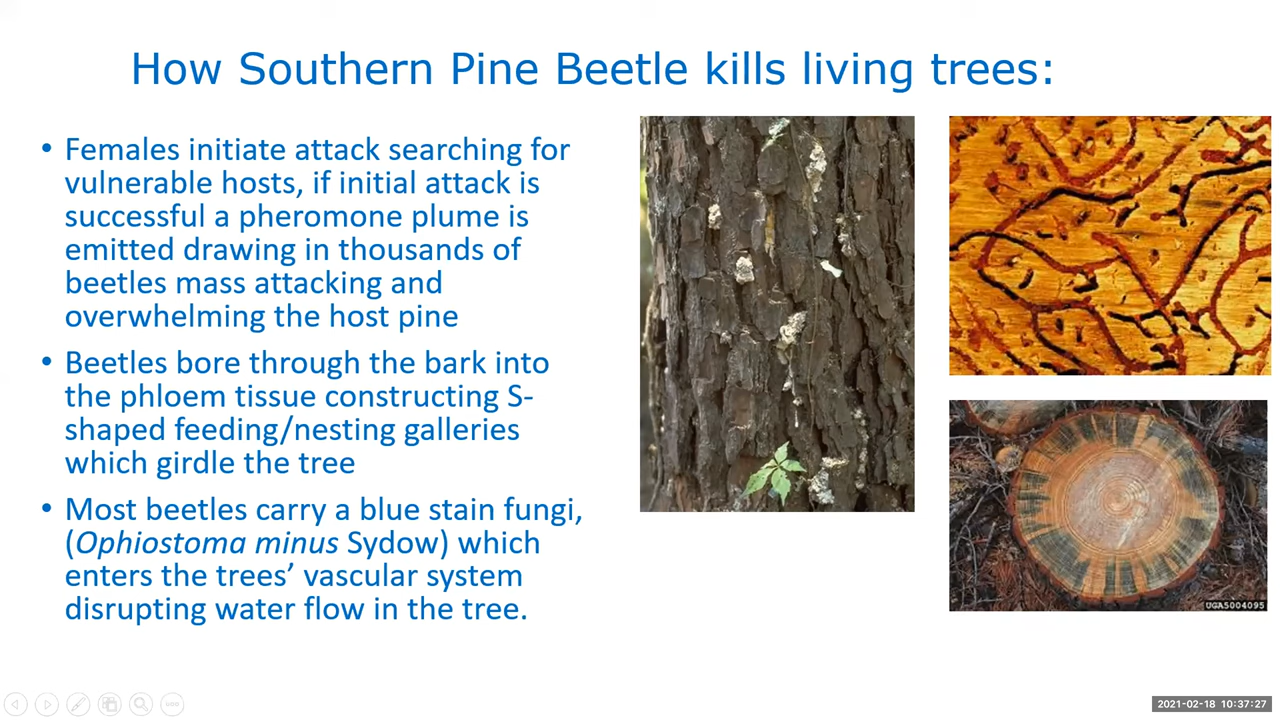 How Southern Pine Beetle kills living trees:
• Females initiate attack searching for
vulnerable hosts, if initial attack is
successful a pheromone plume is
emitted drawing in thousands of
beetles mass attacking and
overwhelming the host pine
• Beetles bore through the bark into
the phloem tissue constructing S-
shaped feeding/nesting galleries
which girdle the tree
• Most beetles carry a blue stain fungi,
(Ophiostoma minus Sydow) which
enters the trees’ vascular system
disrupting water flow in the tree.
UGA5004095
2021-02-18 10:37:27